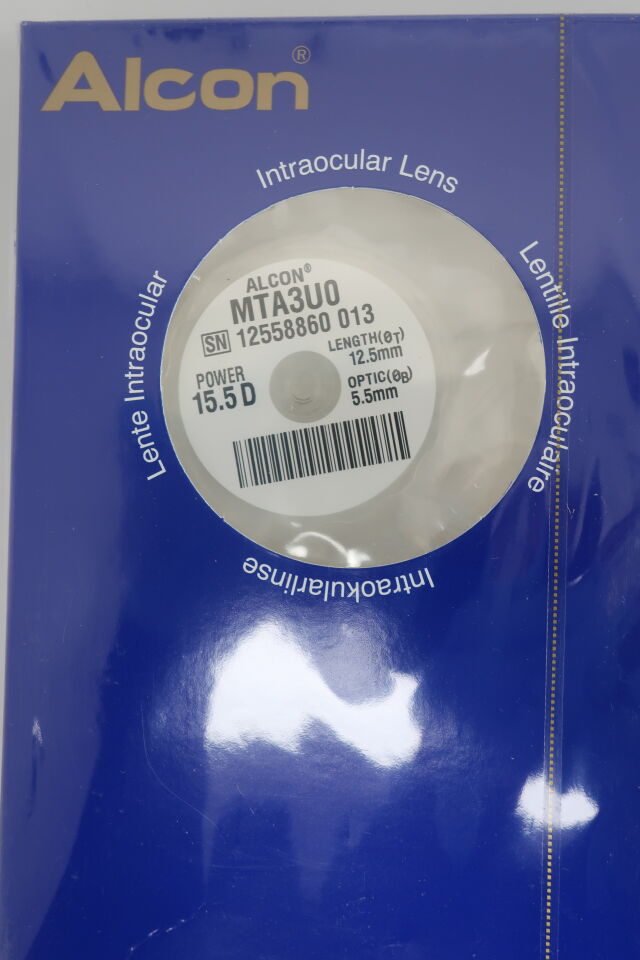 Alcon®
Intraocular Lens
Lente Intraocular
Lentille Intraoculaire
ALCON®
MTA3U0
SN 12558860 013
LENGTH(ØT)
12.5mm
POWER
15.5 D
OPTIC(ØB)
5.5mm
Intraokularlinse